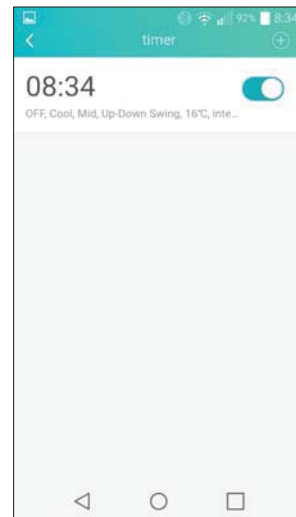 92% 8:34
timer
08:34
OFF, Cool, Mid, Up-Down Swing, 16°C, inte...